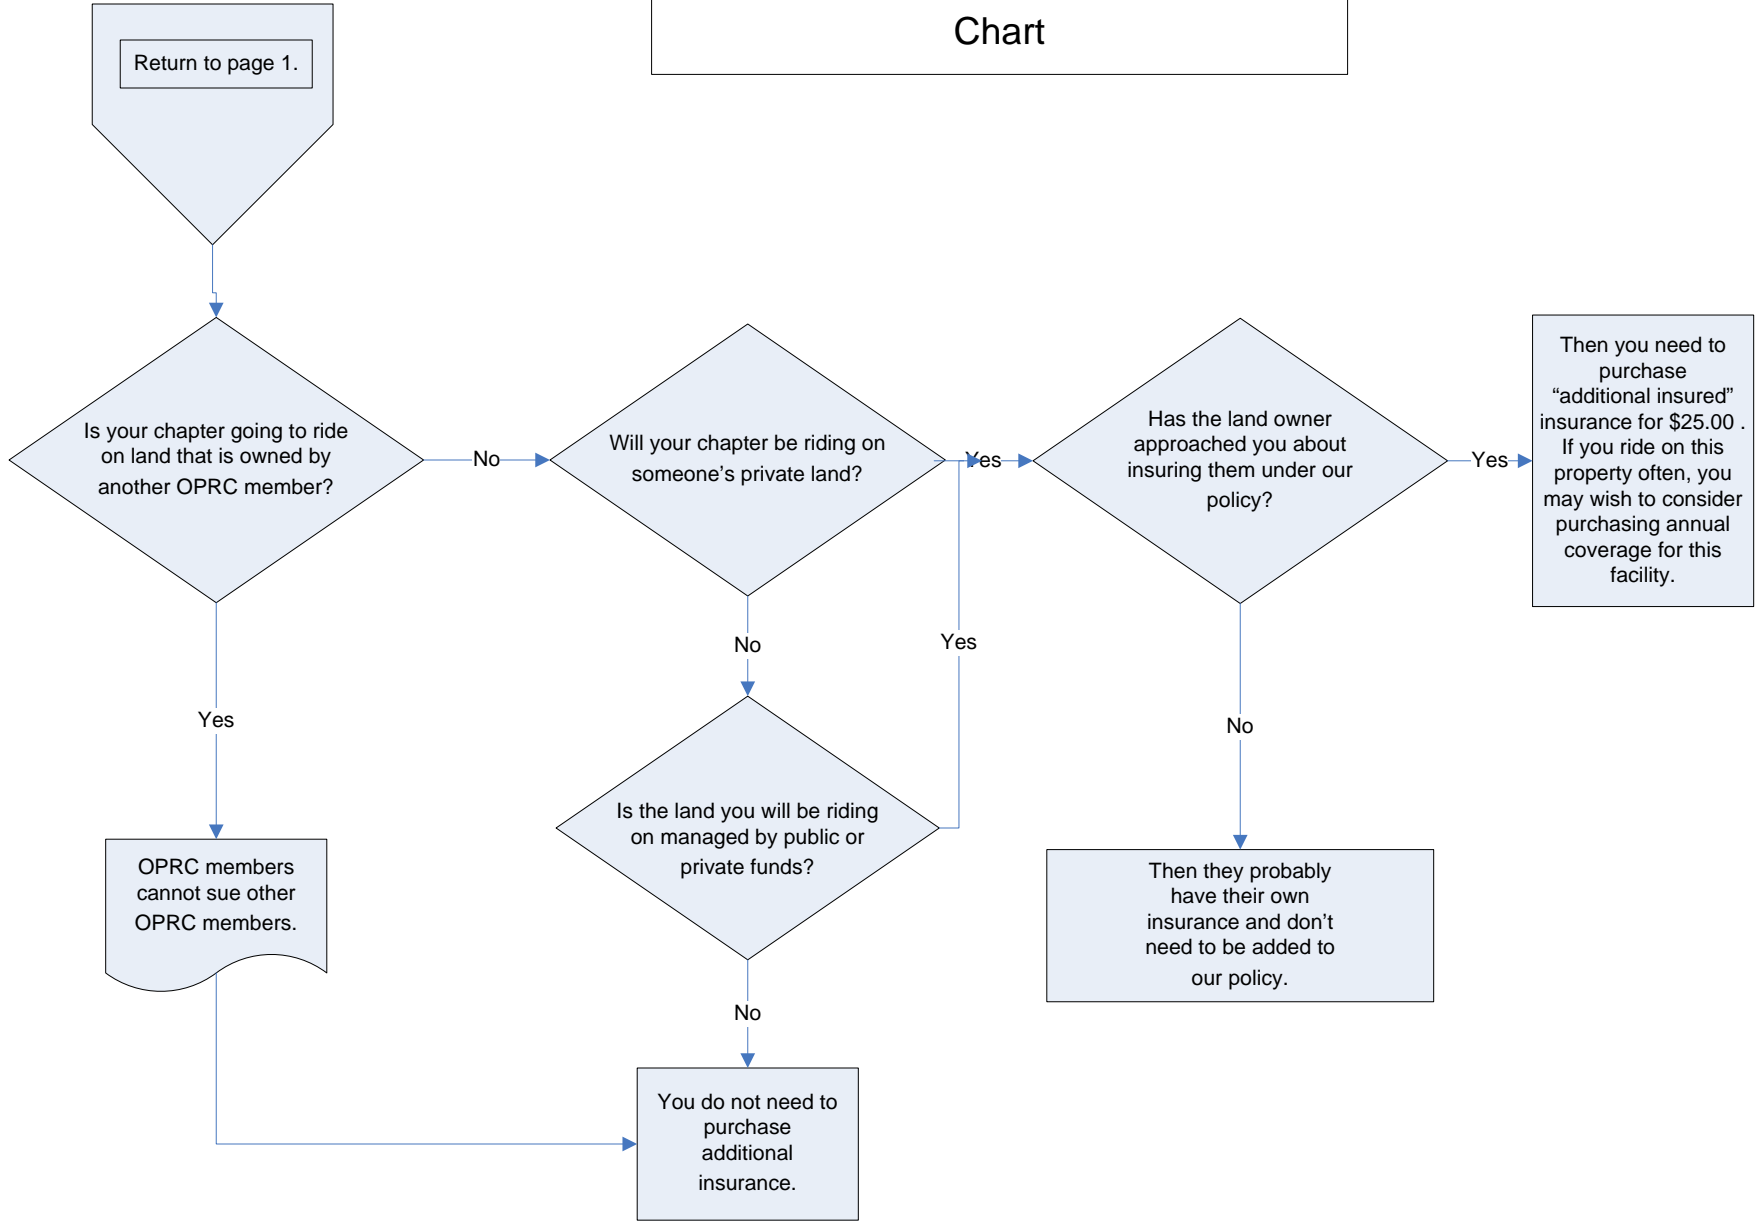 Chart
Return to page 1.
Is your chapter going to ride
on land that is owned by
another OPRC member?
No
Will your chapter be riding on
someone’s private land?
Yes
Has the land owner
approached you about
insuring them under our
policy?
Yes
Then you need to
purchase
“additional insured”
insurance for $25.00 .
If you ride on this
property often, you
may wish to consider
purchasing annual
coverage for this
facility.
No
Yes
Yes
No
Is the land you will be riding
on managed by public or
private funds?
OPRC members
cannot sue other
OPRC members.
Then they probably
have their own
insurance and don’t
need to be added to
our policy.
No
You do not need to
purchase
additional
insurance.